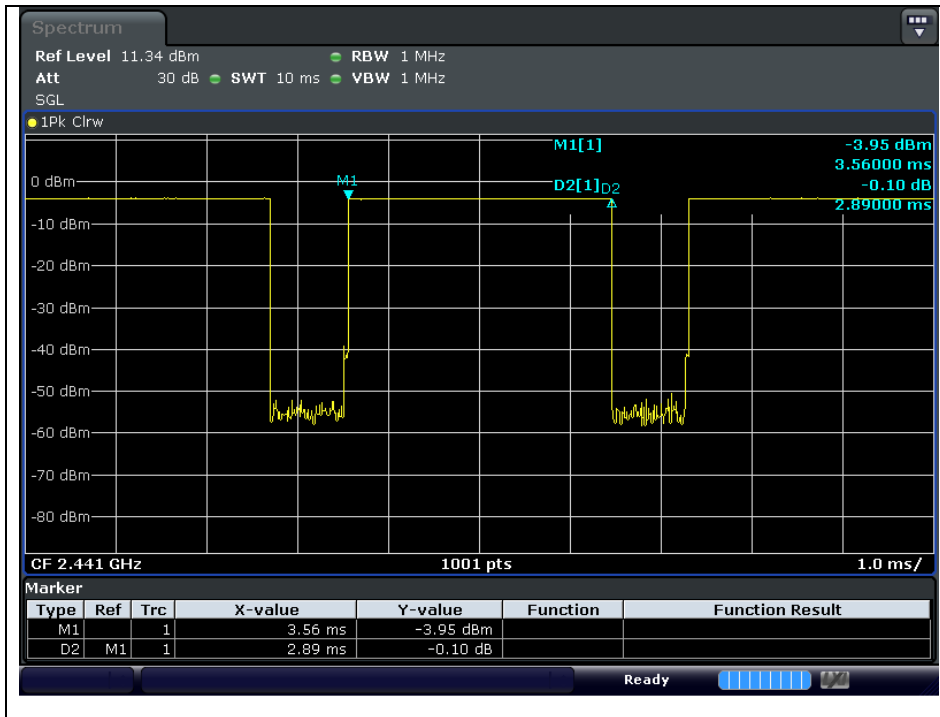 Spectrum
Ref Level 11.34 dBm RBW 1 MHz
Att 30 dB SWT 10 ms VBW 1 MHz
SGL
1Pk Clrw
M1[1] -3.95 dBm
3.56000 ms
0 dBm M1 D2[1] D2 -0.10 dB
2.89000 ms
-10 dBm
-20 dBm
-30 dBm
-40 dBm
-50 dBm
-60 dBm
-70 dBm
-80 dBm
CF 2.441 GHz 1001 pts 1.0 ms/
Marker
Type Ref Trc X-value Y-value Function Function Result
M1 1 3.56 ms -3.95 dBm
D2 M1 1 2.89 ms -0.10 dB
Ready